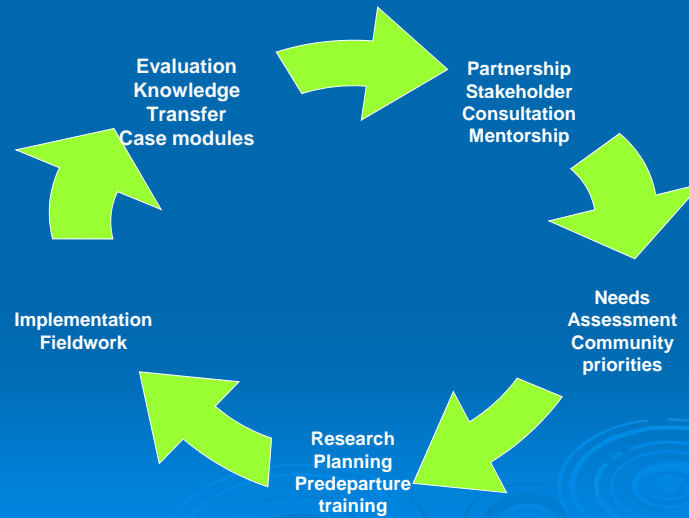 Evaluation
Knowledge
Transfer
Case modules
Partnership
Stakeholder
Consultation
Mentorship
Needs
Assessment
Community
priorities
Research
Planning
Predeparture
training
Implementation
Fieldwork